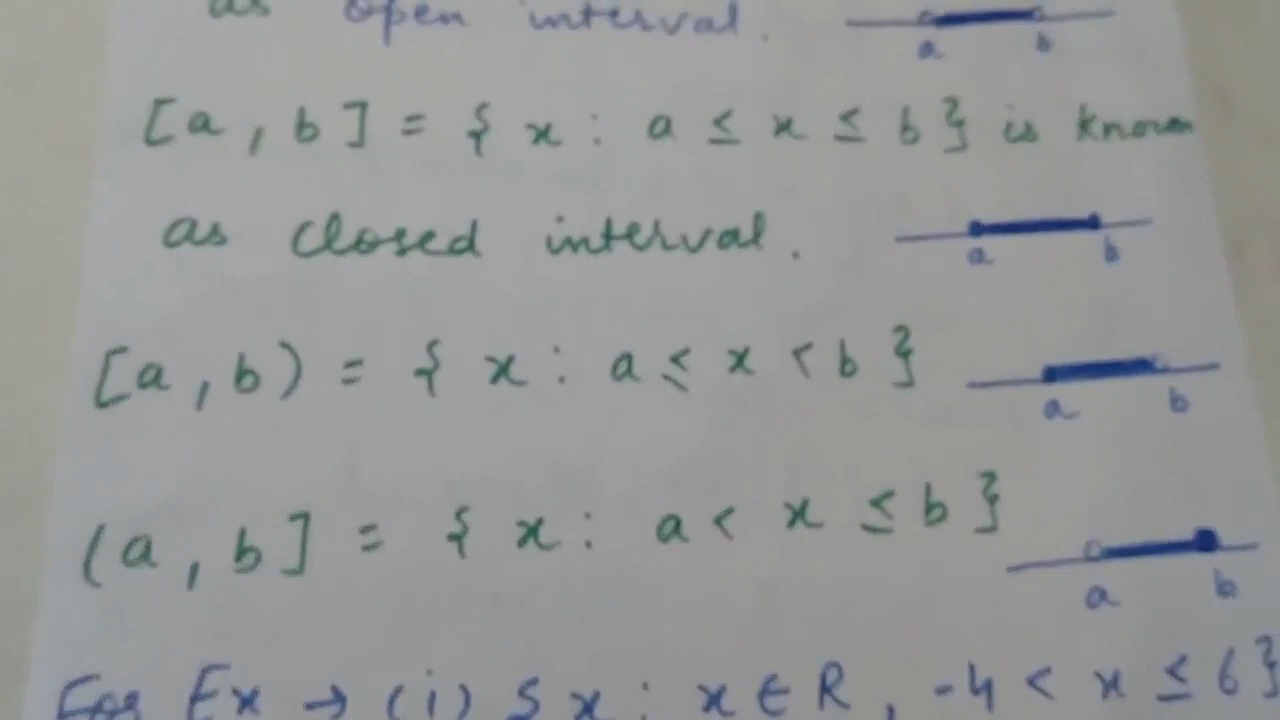 as open interval.
a b
[a, b] = { x : a ≤ x ≤ b} is known
as closed interval.
a b
[a, b) = { x : a ≤ x < b }
a b
(a, b] = { x : a < x ≤ b }
a b
For Ex → (i) { x : x ∈ R, -4 < x ≤ 6}